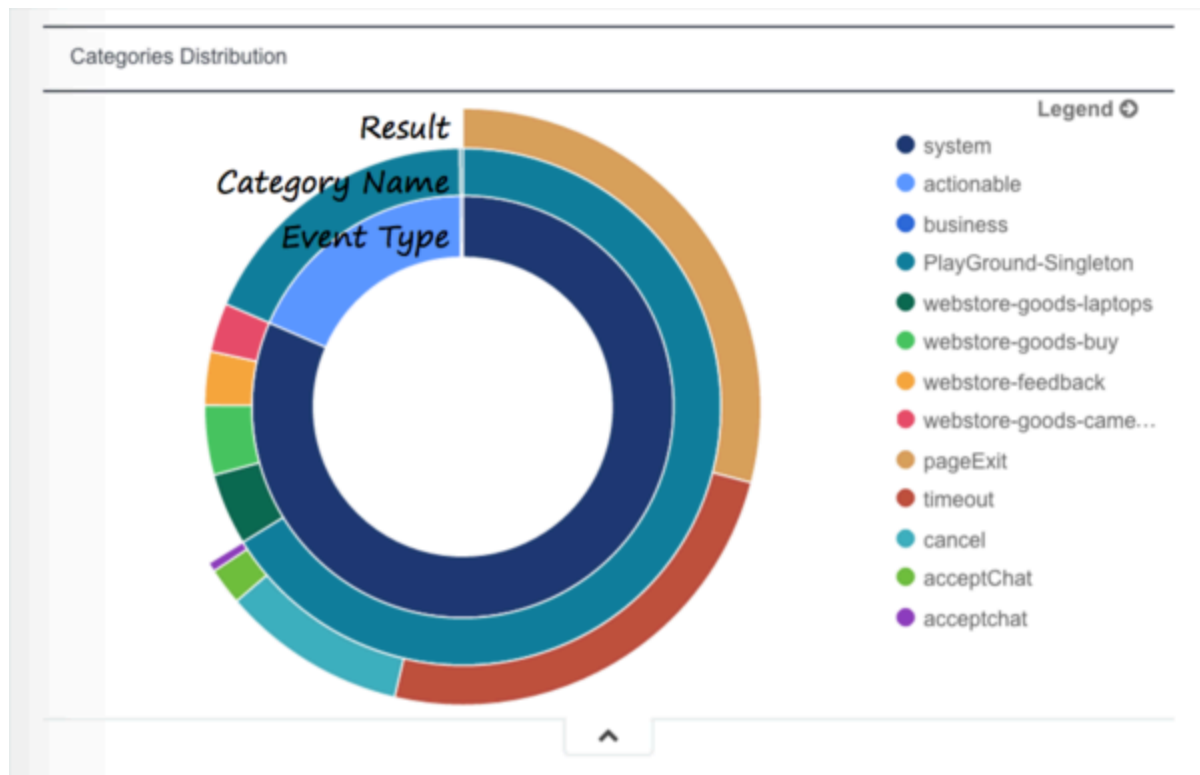 Categories Distribution
Legend
Result
Category Name
Event Type
system
actionable
business
PlayGround-Singleton
webstore-goods-laptops
webstore-goods-buy
webstore-feedback
webstore-goods-came...
pageExit
timeout
cancel
acceptChat
acceptchat